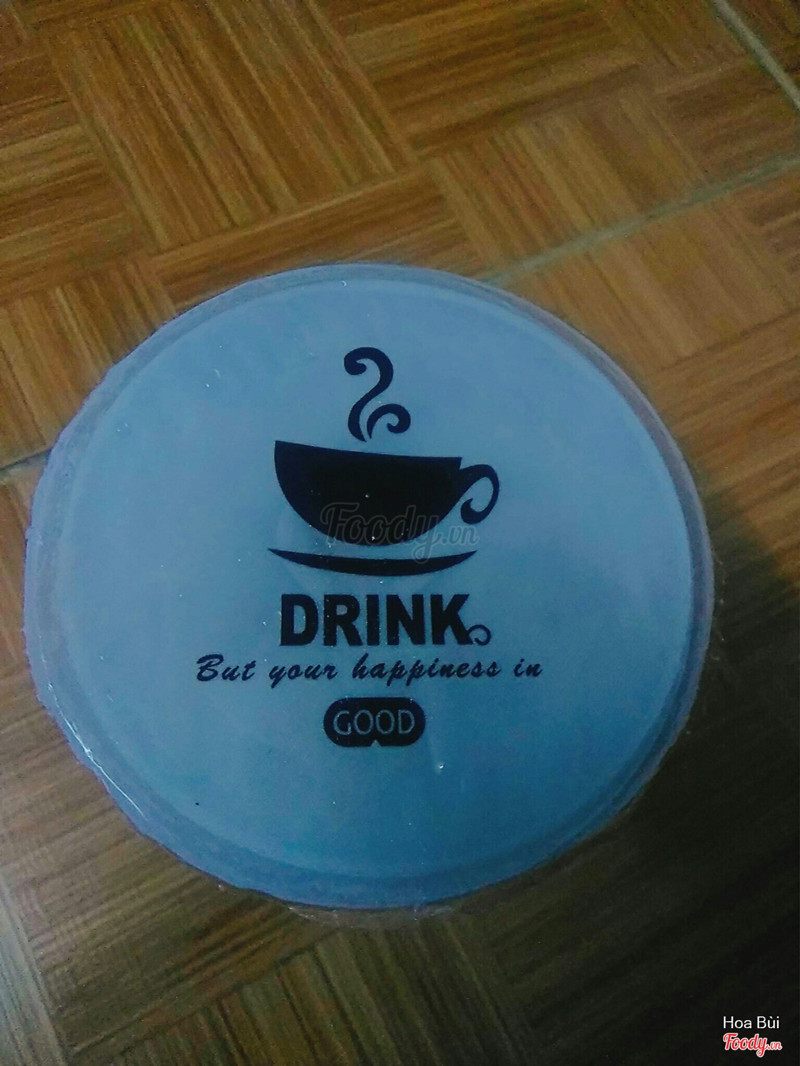 Foody.vn
DRINK
But your happiness in
GOOD
Hoa Bùi
Foody.vn